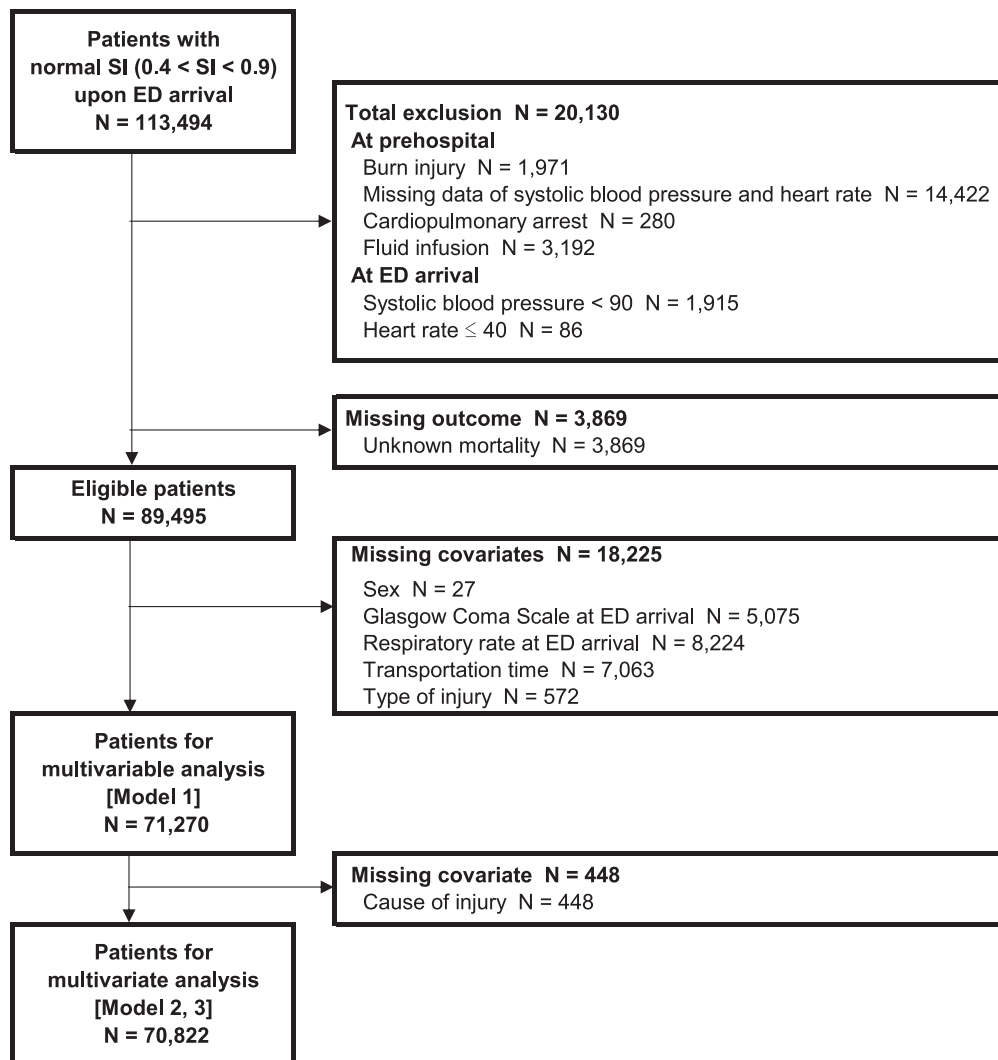 Patients with
normal SI (0.4 < SI < 0.9)
upon ED arrival
N = 113,494
Total exclusion N = 20,130
At prehospital
Burn injury N = 1,971
Missing data of systolic blood pressure and heart rate N = 14,422
Cardiopulmonary arrest N = 280
Fluid infusion N = 3,192
At ED arrival
Systolic blood pressure < 90 N = 1,915
Heart rate ≤ 40 N = 86
Missing outcome N = 3,869
Unknown mortality N = 3,869
Eligible patients
N = 89,495
Missing covariates N = 18,225
Sex N = 27
Glasgow Coma Scale at ED arrival N = 5,075
Respiratory rate at ED arrival N = 8,224
Transportation time N = 7,063
Type of injury N = 572
Patients for
multivariable analysis
[Model 1]
N = 71,270
Missing covariate N = 448
Cause of injury N = 448
Patients for
multivariate analysis
[Model 2, 3]
N = 70,822